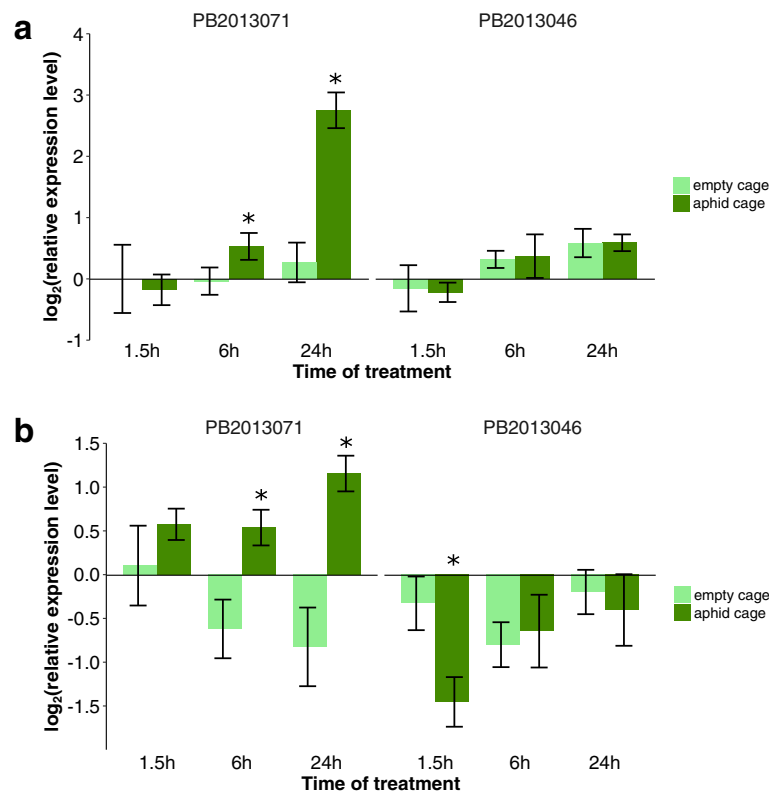 a
PB2013071 PB2013046
log₂(relative expression level)
4
3
2
1
0
-1
*
*
1.5h 6h 24h 1.5h 6h 24h
Time of treatment
empty cage
aphid cage
b
PB2013071 PB2013046
log₂(relative expression level)
1.5
1.0
0.5
0.0
-0.5
-1.0
-1.5
*
*
*
1.5h 6h 24h 1.5h 6h 24h
Time of treatment
empty cage
aphid cage